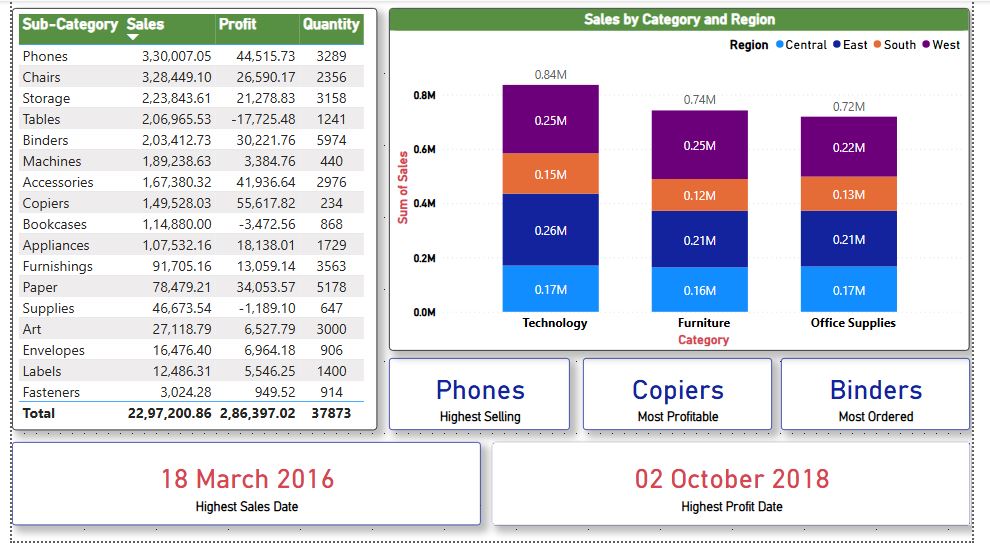 Sub-Category Sales Profit Quantity
Phones 3,30,007.05 44,515.73 3289
Chairs 3,28,449.10 26,590.17 2356
Storage 2,23,843.61 21,278.83 3158
Tables 2,06,965.53 -17,725.48 1241
Binders 2,03,412.73 30,221.76 5974
Machines 1,89,238.63 3,384.76 440
Accessories 1,67,380.32 41,936.64 2976
Copiers 1,49,528.03 55,617.82 234
Bookcases 1,14,880.00 -3,472.56 868
Appliances 1,07,532.16 18,138.01 1729
Furnishings 91,705.16 13,059.14 3563
Paper 78,479.21 34,053.57 5178
Supplies 46,673.54 -1,189.10 647
Art 27,118.79 6,527.79 3000
Envelopes 16,476.40 6,964.18 906
Labels 12,486.31 5,546.25 1400
Fasteners 3,024.28 949.52 914
Total 22,97,200.86 2,86,397.02 37873
Sales by Category and Region
Region Central East South West
Sum of Sales
0.8M
0.6M
0.4M
0.2M
0.0M
0.84M
0.25M
0.15M
0.26M
0.17M
0.74M
0.25M
0.12M
0.21M
0.16M
0.72M
0.22M
0.13M
0.21M
0.17M
Technology Furniture Office Supplies
Category
Phones
Highest Selling
Copiers
Most Profitable
Binders
Most Ordered
18 March 2016
Highest Sales Date
02 October 2018
Highest Profit Date